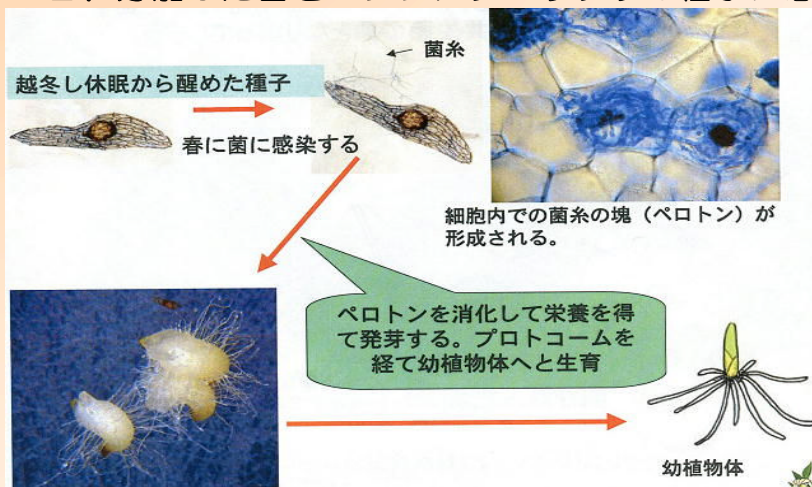 菌糸
越冬し休眠から醒めた種子
春に菌に感染する
細胞内での菌糸の塊（ペロトン）が
形成される。
ペロトンを消化して栄養を得
て発芽する。プロトコームを
経て幼植物体へと生育
幼植物体